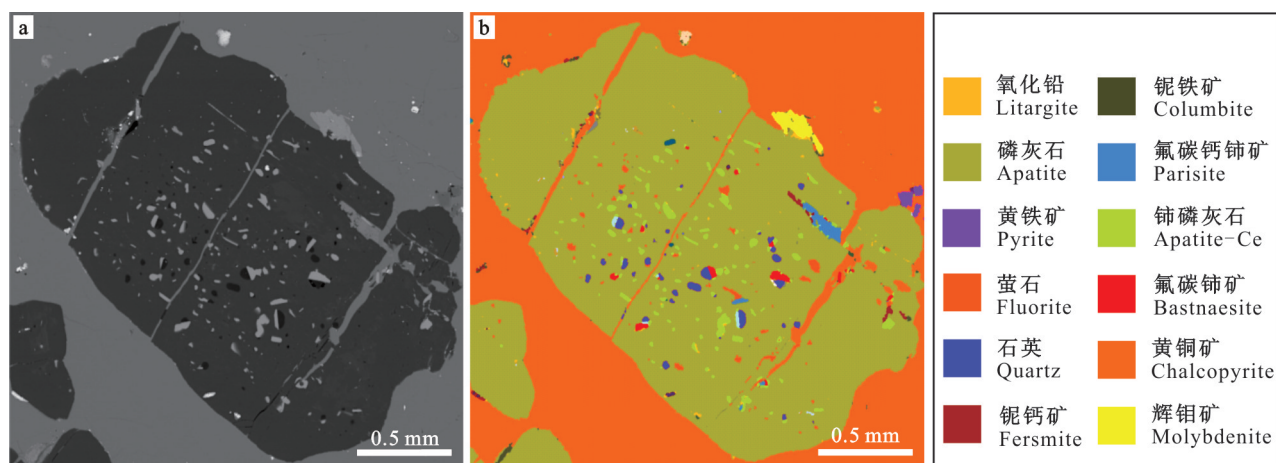 a
b
0.5 mm
0.5 mm
氧化铅
Litargite
铌铁矿
Columbite
磷灰石
Apatite
氟碳钙铈矿
Parisite
黄铁矿
Pyrite
铈磷灰石
Apatite-Ce
萤石
Fluorite
氟碳铈矿
Bastnaesite
石英
Quartz
黄铜矿
Chalcopyrite
铌钙矿
Fersmite
辉钼矿
Molybdenite